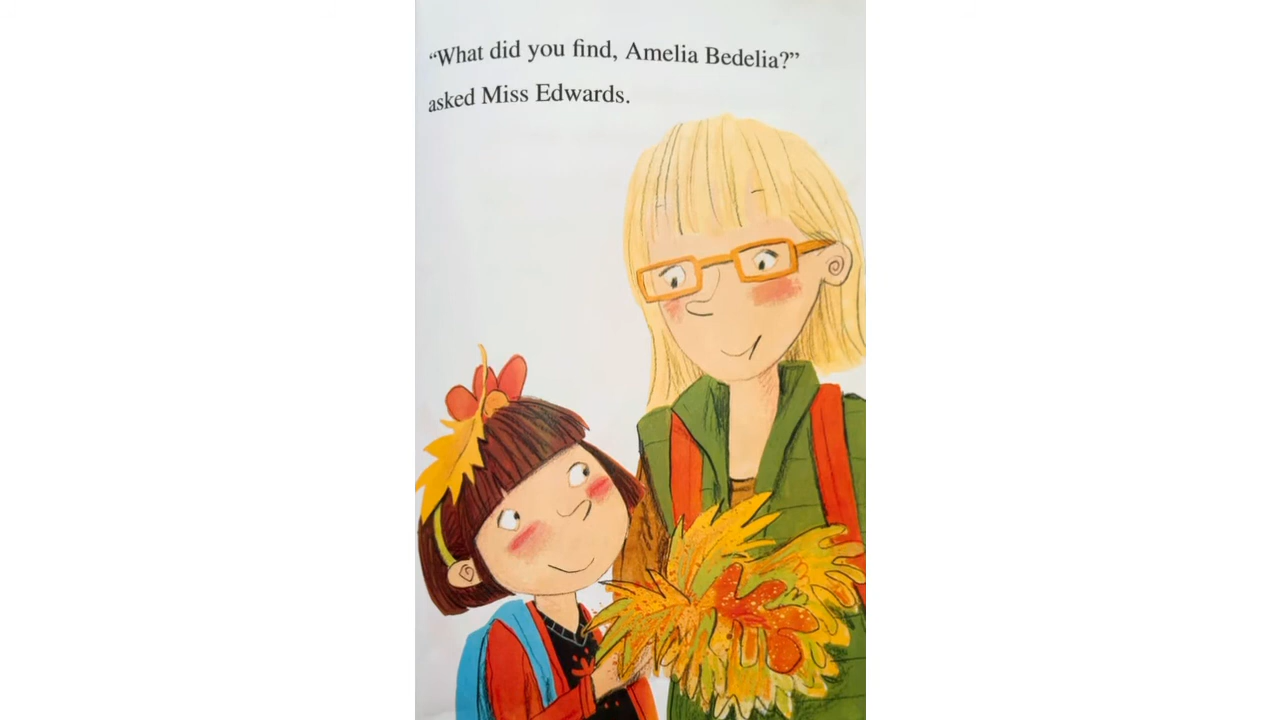 “What did you find, Amelia Bedelia?”
asked Miss Edwards.